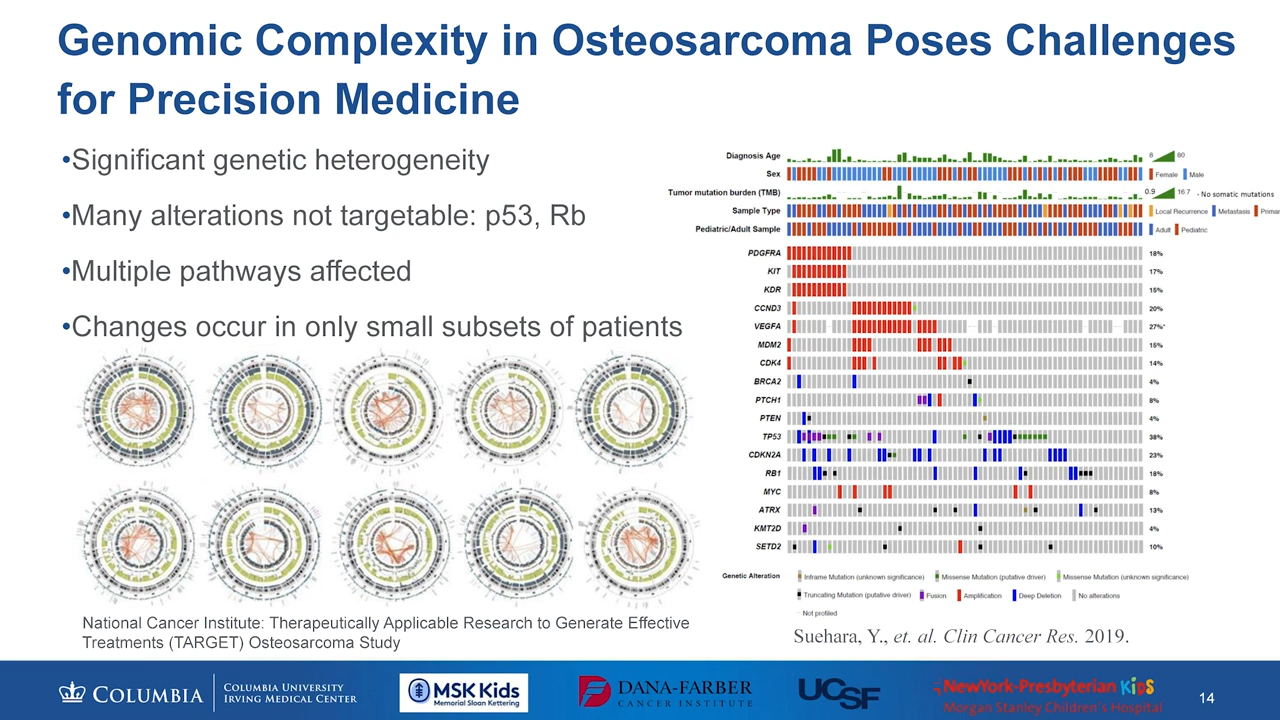 Genomic Complexity in Osteosarcoma Poses Challenges
for Precision Medicine
•Significant genetic heterogeneity
•Many alterations not targetable: p53, Rb
•Multiple pathways affected
•Changes occur in only small subsets of patients
National Cancer Institute: Therapeutically Applicable Research to Generate Effective
Treatments (TARGET) Osteosarcoma Study
Diagnosis Age 8 80
Sex Female Male
Tumor mutation burden (TMB) 0.9 16.7 - No somatic mutations
Sample Type Local Recurrence Metastasis Primar
Pediatric/Adult Sample Adult Pediatric
PDGFRA 18%
KIT 17%
KDR 15%
CCND3 20%
VEGFA 27%*
MDM2 15%
CDK4 14%
BRCA2 4%
PTCH1 8%
PTEN 4%
TP53 38%
CDKN2A 23%
RB1 18%
MYC 8%
ATRX 13%
KMT2D 4%
SETD2 10%
Genetic Alteration Inframe Mutation (unknown significance) Missense Mutation (putative driver) Missense Mutation (unknown significance)
Truncating Mutation (putative driver) Fusion Amplification Deep Deletion No alterations
Not profiled
Suehara, Y., et. al. Clin Cancer Res. 2019.
COLUMBIA
COLUMBIA UNIVERSITY
IRVING MEDICAL CENTER
MSK Kids
Memorial Sloan Kettering
DANA-FARBER
CANCER INSTITUTE
UCSF
NewYork-Presbyterian KiDS
Morgan Stanley Children's Hospital
14